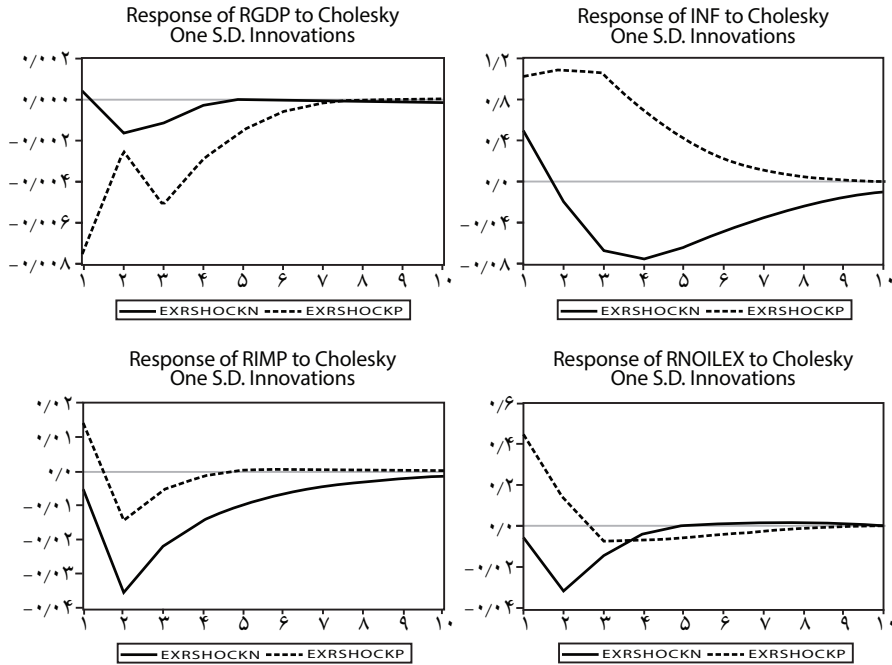 Response of RGDP to Cholesky
One S.D. Innovations
۰/۰۰۲
۰/۰۰۰
−۰/۰۰۲
−۰/۰۰۴
−۰/۰۰۶
−۰/۰۰۸
۱ ۲ ۳ ۴ ۵ ۶ ۷ ۸ ۹ ۱۰
EXRSHOCKN EXRSHOCKP
Response of INF to Cholesky
One S.D. Innovations
۱/۲
۰/۸
۰/۴
۰/۰
−۰/۰۴
−۰/۰۸
۱ ۲ ۳ ۴ ۵ ۶ ۷ ۸ ۹ ۱۰
EXRSHOCKN EXRSHOCKP
Response of RIMP to Cholesky
One S.D. Innovations
۰/۰۲
۰/۰۱
۰/۰
−۰/۰۱
−۰/۰۲
−۰/۰۳
−۰/۰۴
۱ ۲ ۳ ۴ ۵ ۶ ۷ ۸ ۹ ۱۰
EXRSHOCKN EXRSHOCKP
Response of RNOILEX to Cholesky
One S.D. Innovations
۰/۶
۰/۴
۰/۲
۰/۰
−۰/۰۲
−۰/۰۴
۱ ۲ ۳ ۴ ۵ ۶ ۷ ۸ ۹ ۱۰
EXRSHOCKN EXRSHOCKP